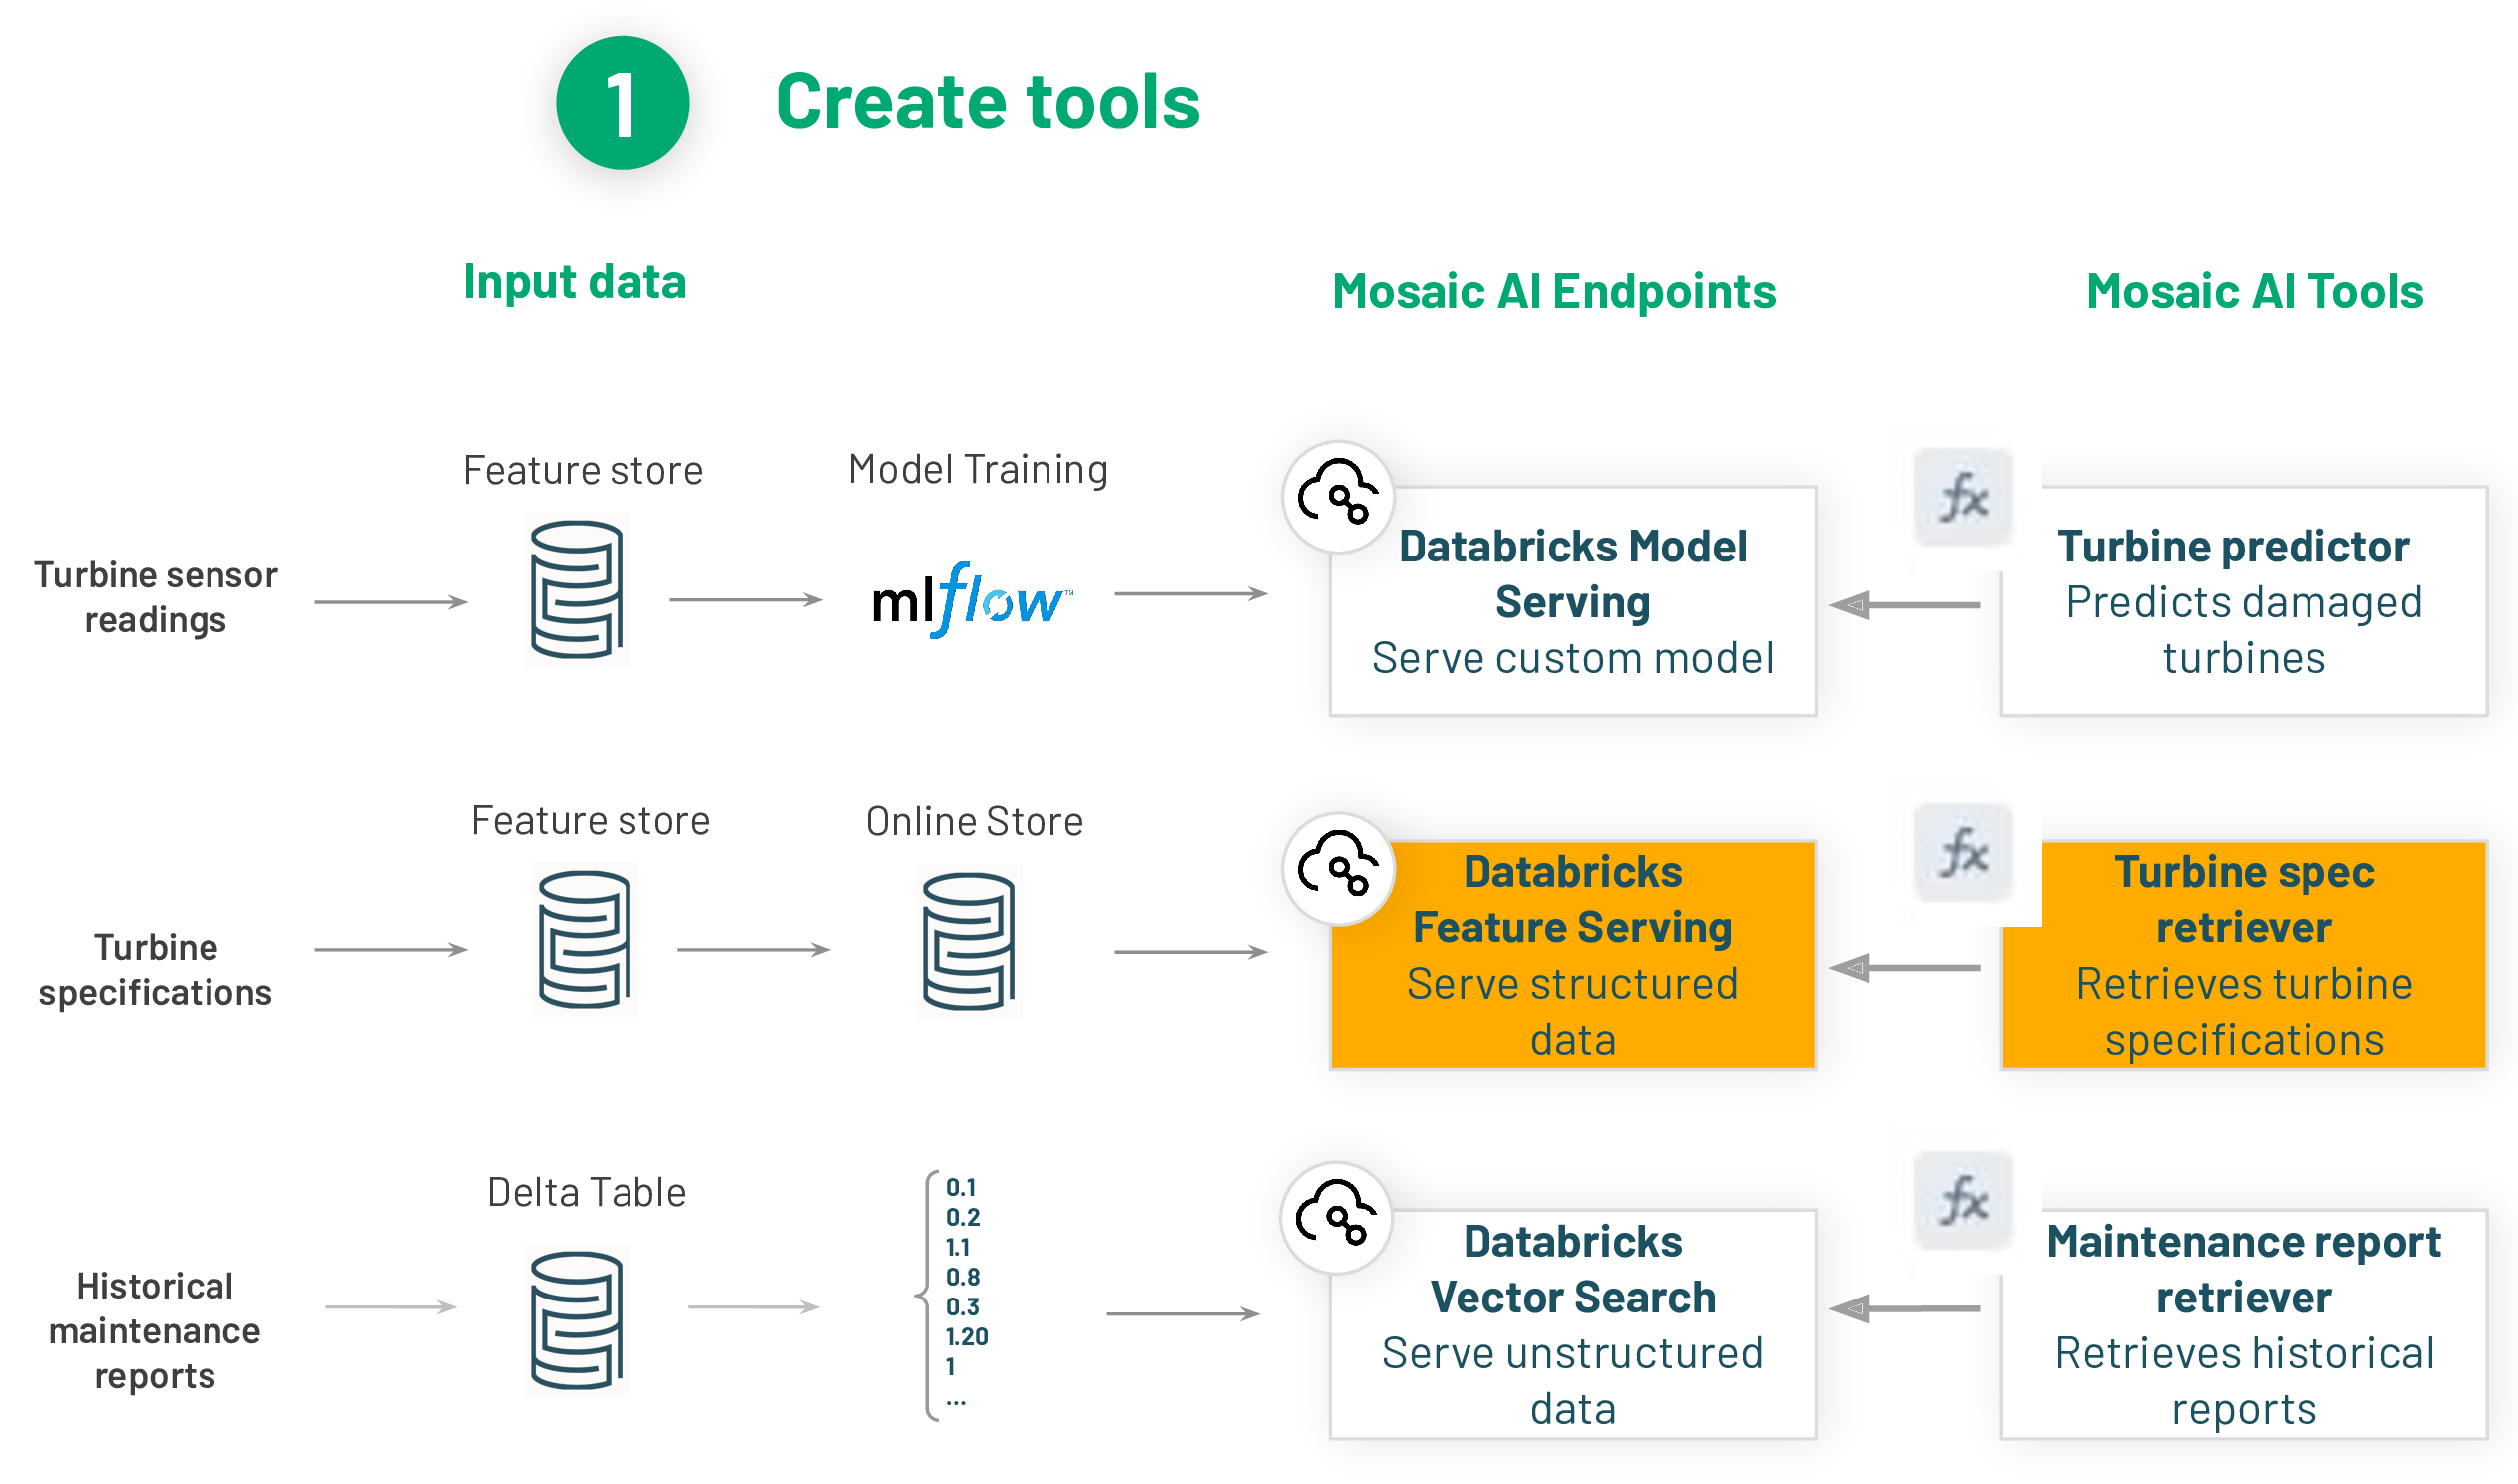 1
Create tools
Input data
Mosaic AI Endpoints
Mosaic AI Tools
Turbine sensor
readings
Feature store
Model Training
mlflow™
Databricks Model
Serving
Serve custom model
fx
Turbine predictor
Predicts damaged
turbines
Turbine
specifications
Feature store
Online Store
Databricks
Feature Serving
Serve structured
data
fx
Turbine spec
retriever
Retrieves turbine
specifications
Historical
maintenance
reports
Delta Table
0.1
0.2
1.1
0.8
0.3
1.20
1
...
Databricks
Vector Search
Serve unstructured
data
fx
Maintenance report
retriever
Retrieves historical
reports